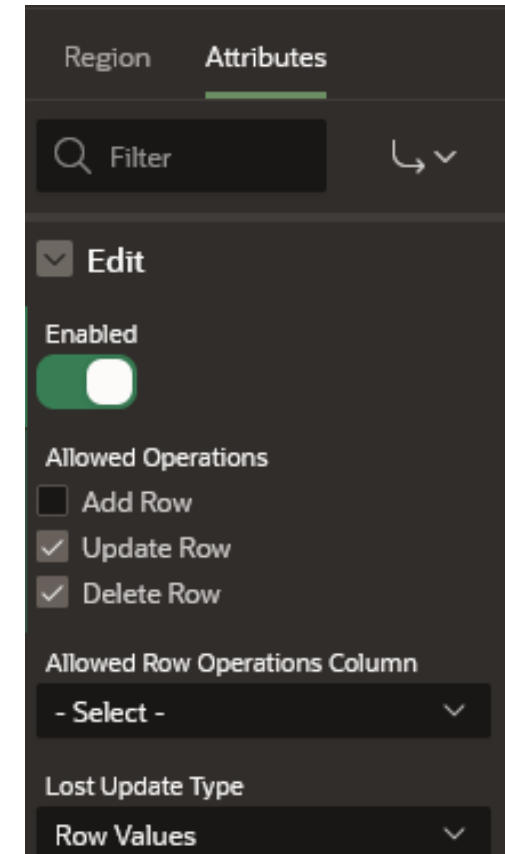 Region Attributes
Filter
Edit
Enabled
Allowed Operations
Add Row
Update Row
Delete Row
Allowed Row Operations Column
- Select -
Lost Update Type
Row Values